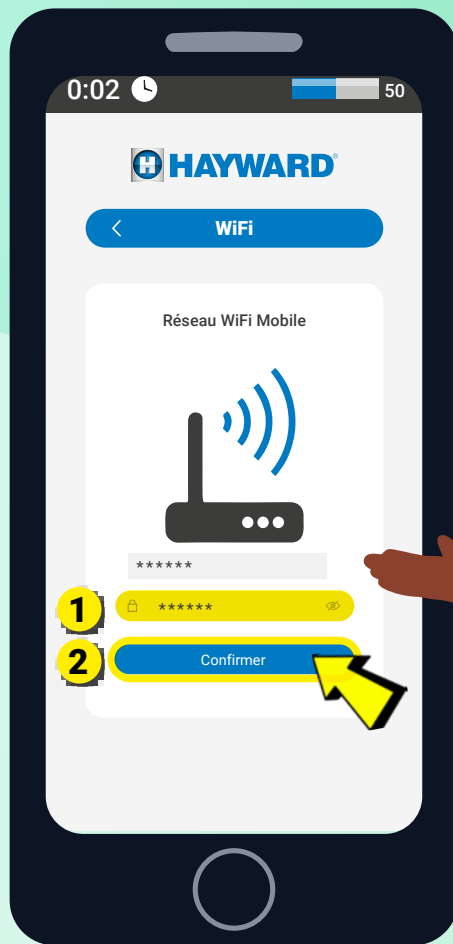 0:02
50
HAYWARD®
WiFi
Réseau WiFi Mobile
******
1
******
2
Confirmer